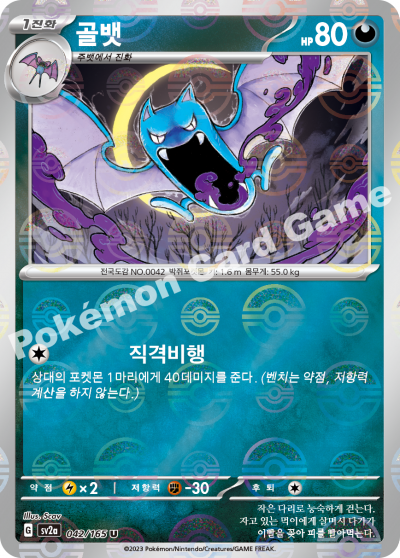 1진화
골뱃
HP 80
주뱃에서 진화
전국도감 NO.0042 박쥐포켓몬 키: 1.6 m 몸무게: 55.0 kg
Pokémon Card Game
직격비행
상대의 포켓몬 1마리에게 40데미지를 준다. (벤치는 약점, 저항력
계산을 하지 않는다.)
약점 ×2 저항력 -30 후퇴
Illus. Scav
G sv2a 042/165 U
작은 다리로 능숙하게 걷는다.
자고 있는 먹이에게 살며시 다가가
이빨을 꽂아 피를 빨아먹는다.
©2023 Pokémon/Nintendo/Creatures/GAME FREAK.